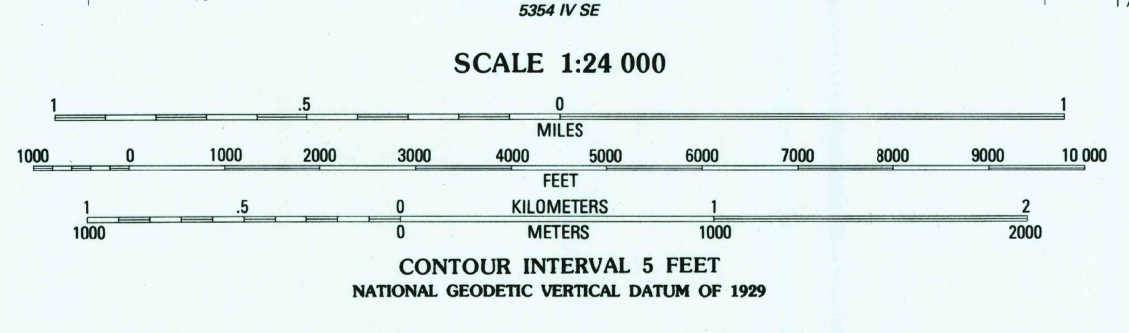 5354 IV SE
SCALE 1:24 000
1 .5 0 1
MILES
1000 0 1000 2000 3000 4000 5000 6000 7000 8000 9000 10 000
FEET
1 .5 0 KILOMETERS 1 2
1000 0 METERS 1000 2000
CONTOUR INTERVAL 5 FEET
NATIONAL GEODETIC VERTICAL DATUM OF 1929